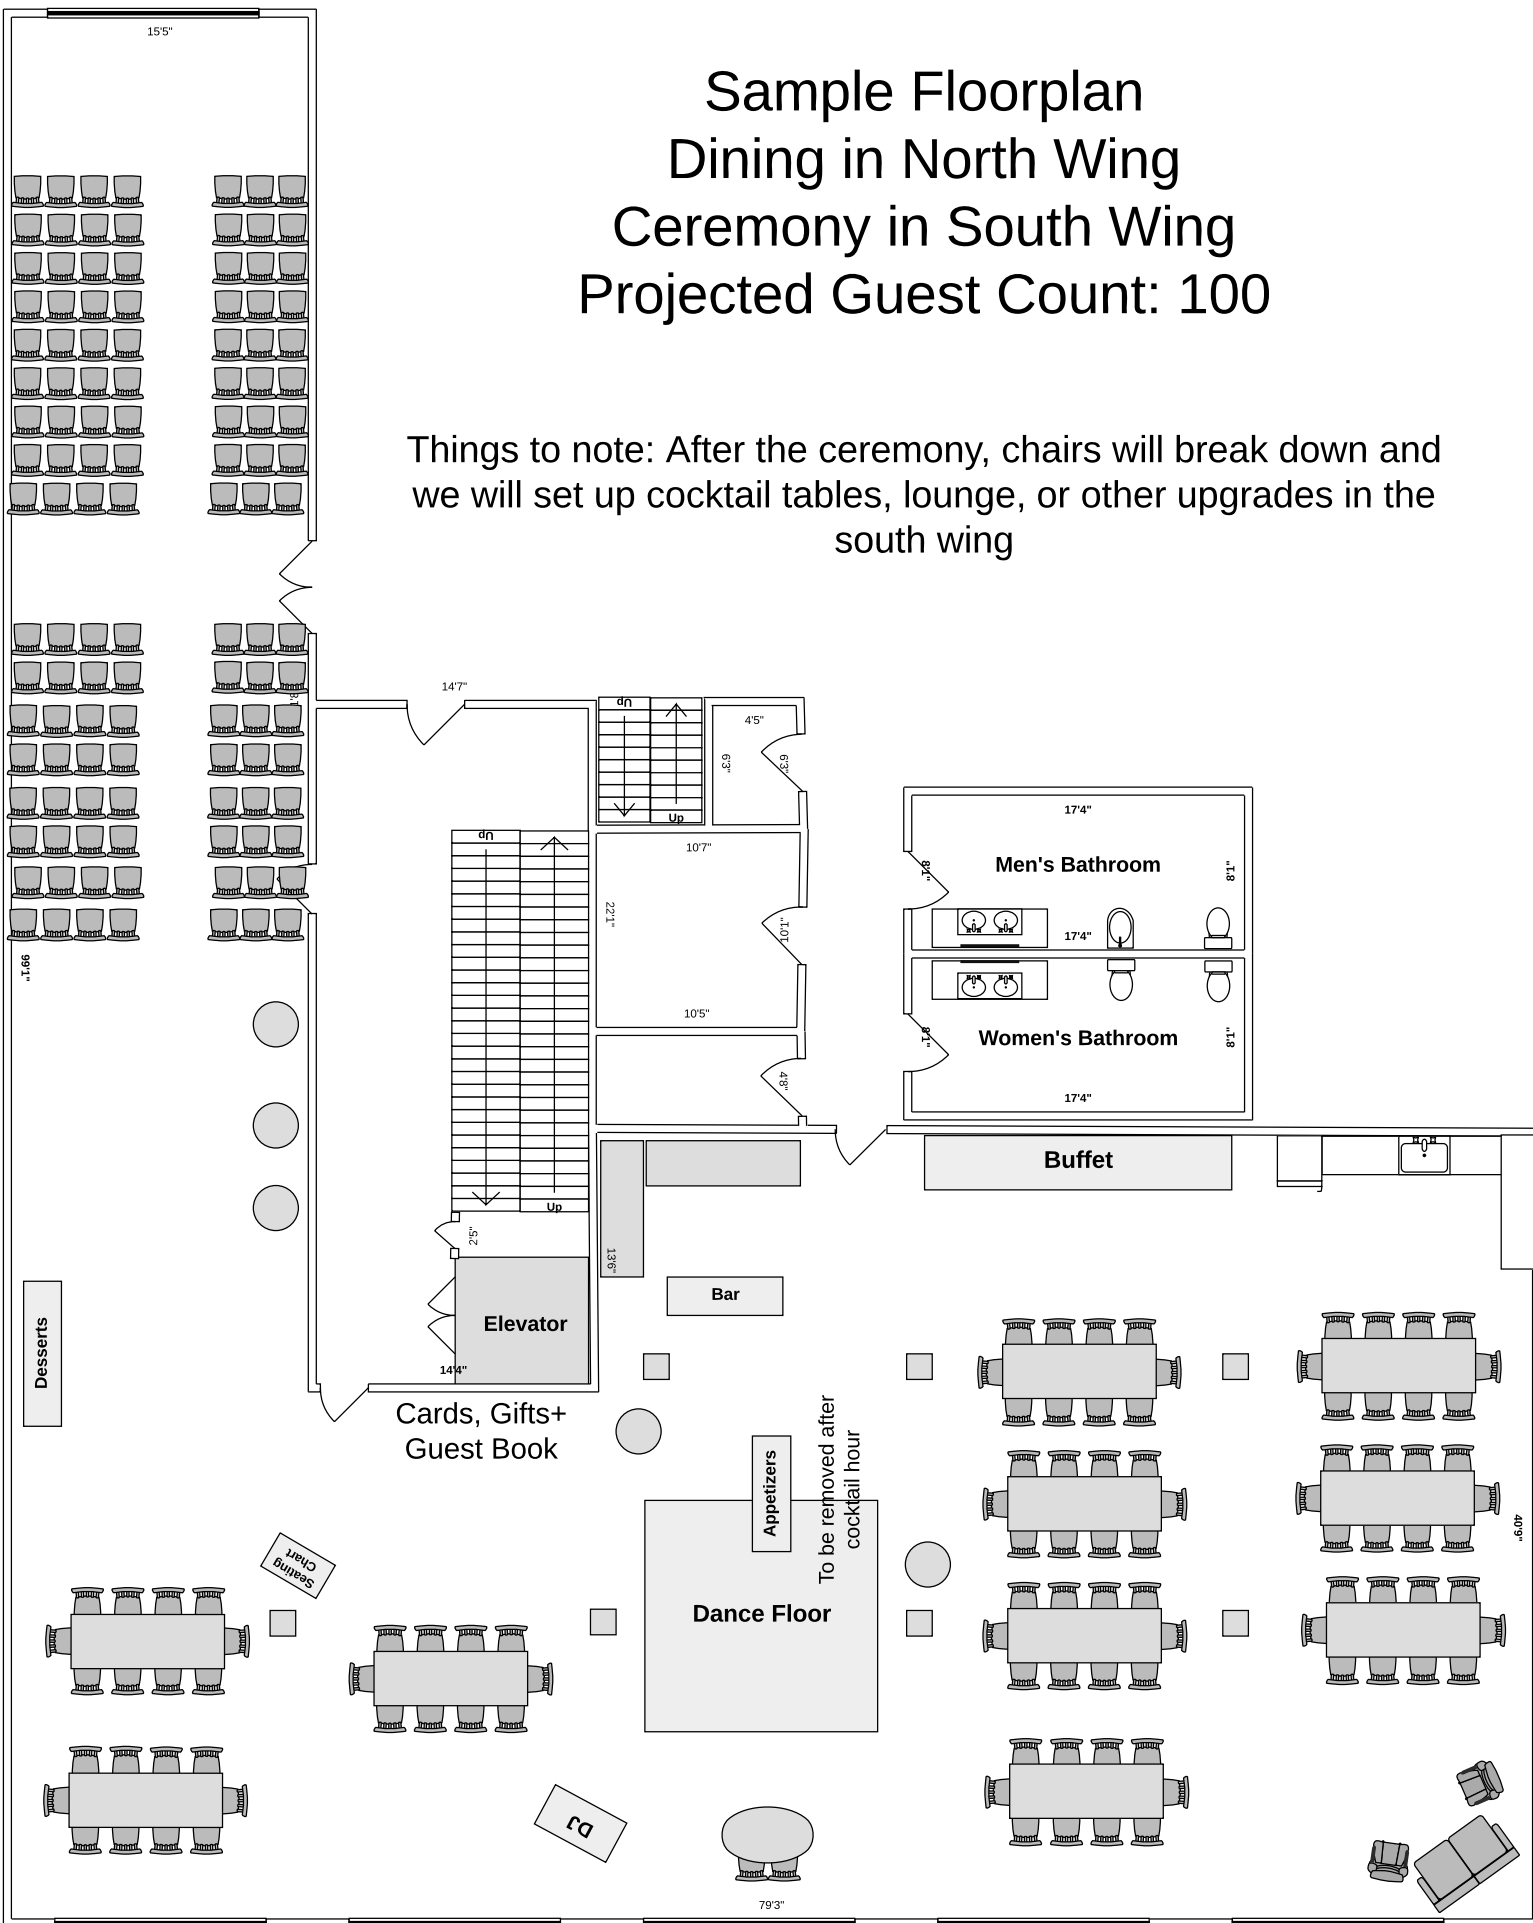 15'5"
Sample Floorplan
Dining in North Wing
Ceremony in South Wing
Projected Guest Count: 100
Things to note: After the ceremony, chairs will break down and
we will set up cocktail tables, lounge, or other upgrades in the
south wing
14'7"
Up
Up
4'5"
6'3"
6'3"
17'4"
Men's Bathroom
8'1"
8'1"
17'4"
Women's Bathroom
8'1"
8'1"
17'4"
Up
Up
10'7"
22'1"
10'1"
10'5"
4'8"
99'1"
2'5"
13'6"
Buffet
Bar
Elevator
14'4"
Desserts
Cards, Gifts+
Guest Book
Appetizers
To be removed after
cocktail hour
Dance Floor
Seating
Chart
40'9"
DJ
79'3"